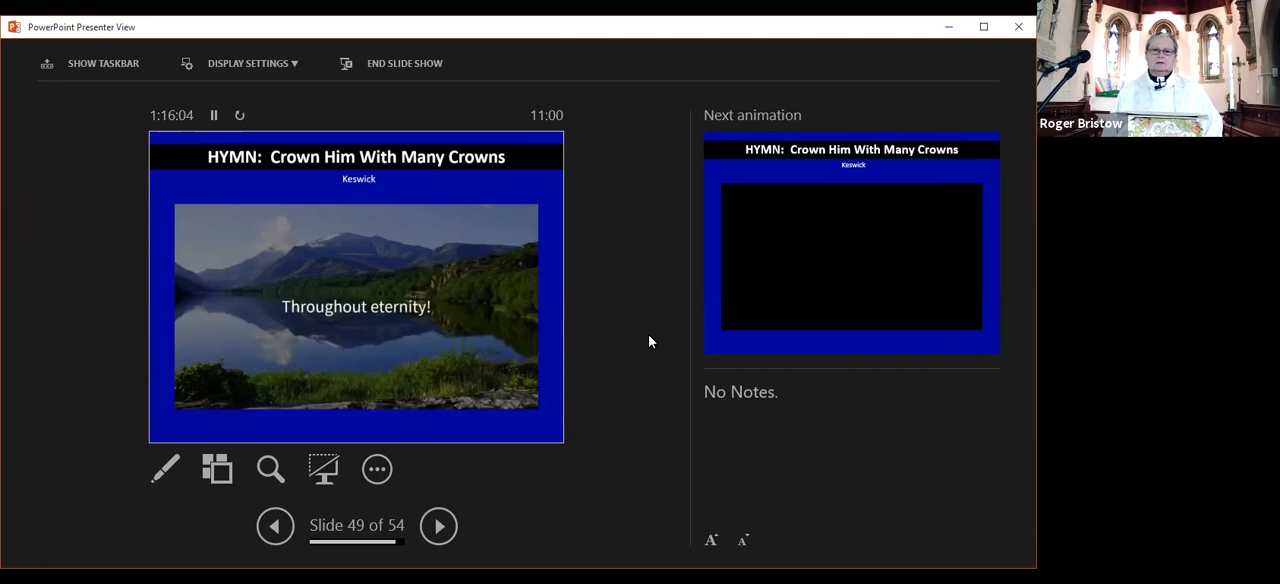 PowerPoint Presenter View
SHOW TASKBAR
DISPLAY SETTINGS ▼
END SLIDE SHOW
1:16:04
11:00
HYMN: Crown Him With Many Crowns
Keswick
Throughout eternity!
Slide 49 of 54
Next animation
HYMN: Crown Him With Many Crowns
Keswick
No Notes.
A A
Roger Bristow